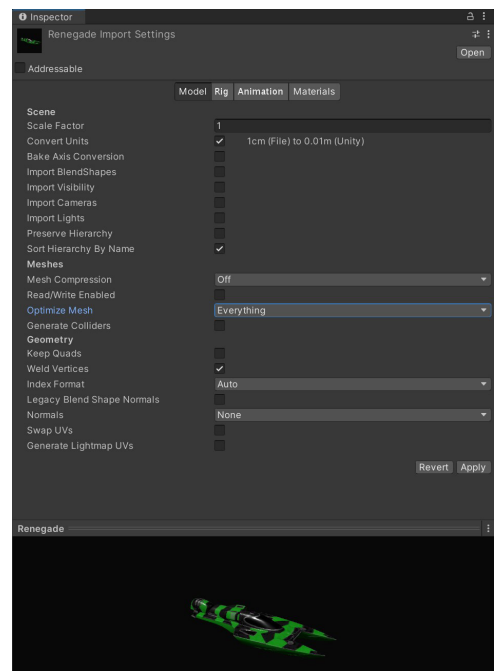 Inspector
Renegade Import Settings
Open
Addressable
Model Rig Animation Materials
Scene
Scale Factor 1
Convert Units 1cm (File) to 0.01m (Unity)
Bake Axis Conversion
Import BlendShapes
Import Visibility
Import Cameras
Import Lights
Preserve Hierarchy
Sort Hierarchy By Name
Meshes
Mesh Compression Off
Read/Write Enabled
Optimize Mesh Everything
Generate Colliders
Geometry
Keep Quads
Weld Vertices
Index Format Auto
Legacy Blend Shape Normals
Normals None
Swap UVs
Generate Lightmap UVs
Revert Apply
Renegade